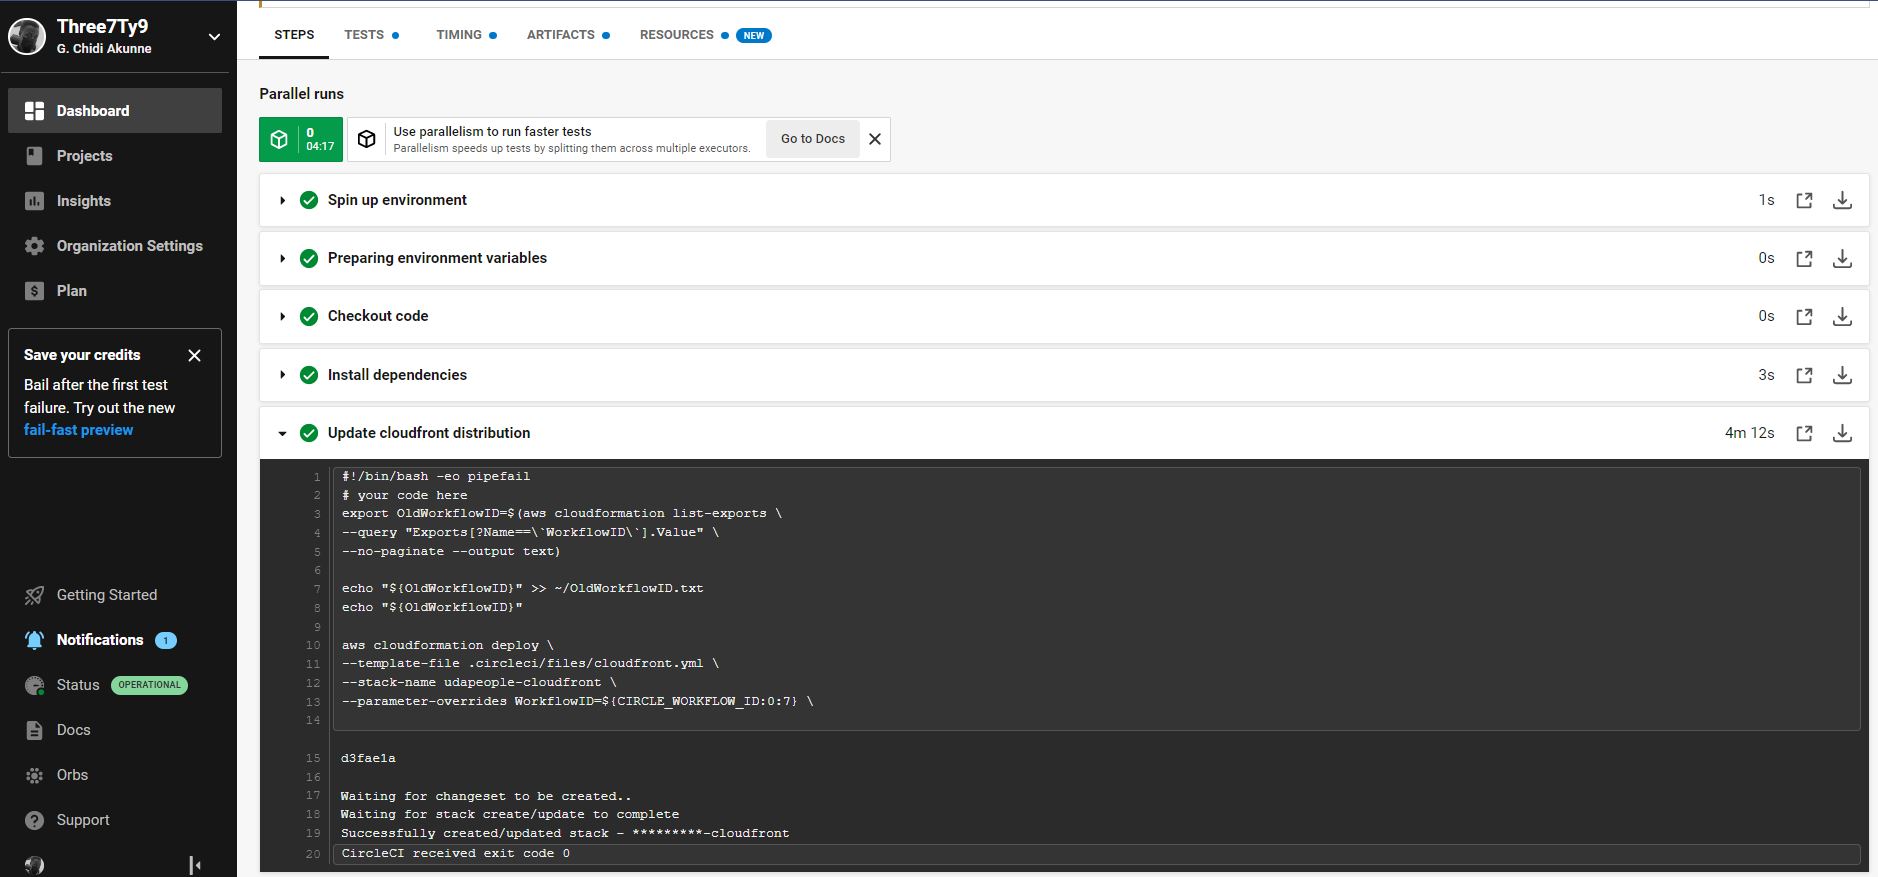 Three7Ty9
G. Chidi Akunne
Dashboard
Projects
Insights
Organization Settings
$ Plan
Save your credits
Bail after the first test
failure. Try out the new
fail-fast preview
Getting Started
Notifications 1
Status OPERATIONAL
Docs
Orbs
? Support
STEPS TESTS TIMING ARTIFACTS RESOURCES NEW
Parallel runs
0
04:17
Use parallelism to run faster tests
Parallelism speeds up tests by splitting them across multiple executors.
Go to Docs
Spin up environment 1s
Preparing environment variables 0s
Checkout code 0s
Install dependencies 3s
Update cloudfront distribution 4m 12s
1 #!/bin/bash -eo pipefail
2 # your code here
3 export OldWorkflowID=$(aws cloudformation list-exports \
4 --query "Exports[?Name==\`WorkflowID\`].Value" \
5 --no-paginate --output text)
6
7 echo "${OldWorkflowID}" >> ~/OldWorkflowID.txt
8 echo "${OldWorkflowID}"
9
10 aws cloudformation deploy \
11 --template-file .circleci/files/cloudfront.yml \
12 --stack-name udapeople-cloudfront \
13 --parameter-overrides WorkflowID=${CIRCLE_WORKFLOW_ID:0:7} \
14
15 d3fae1a
16
17 Waiting for changeset to be created..
18 Waiting for stack create/update to complete
19 Successfully created/updated stack - *********-cloudfront
20 CircleCI received exit code 0